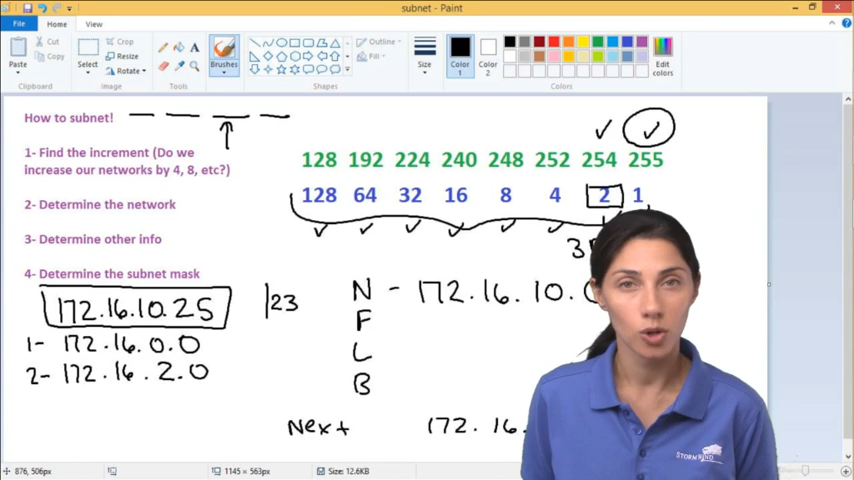 subnet - Paint
File Home View
Paste
Cut
Copy
Select
Crop
Resize
Rotate
Brushes
Outline
Fill
Size
Color 1
Color 2
Edit colors
Clipboard
Image
Tools
Shapes
Colors
How to subnet!
1- Find the increment (Do we increase our networks by 4, 8, etc?)
2- Determine the network
3- Determine other info
4- Determine the subnet mask
128 192 224 240 248 252 254 255
128 64 32 16 8 4 2 1
172.16.10.25 /23
1- 172.16.0.0
2- 172.16.2.0
N - 172.16.10.0
F
L
B
Next 172.16.
STORMWIND
876, 506px
1145 × 563px
Size: 12.6KB